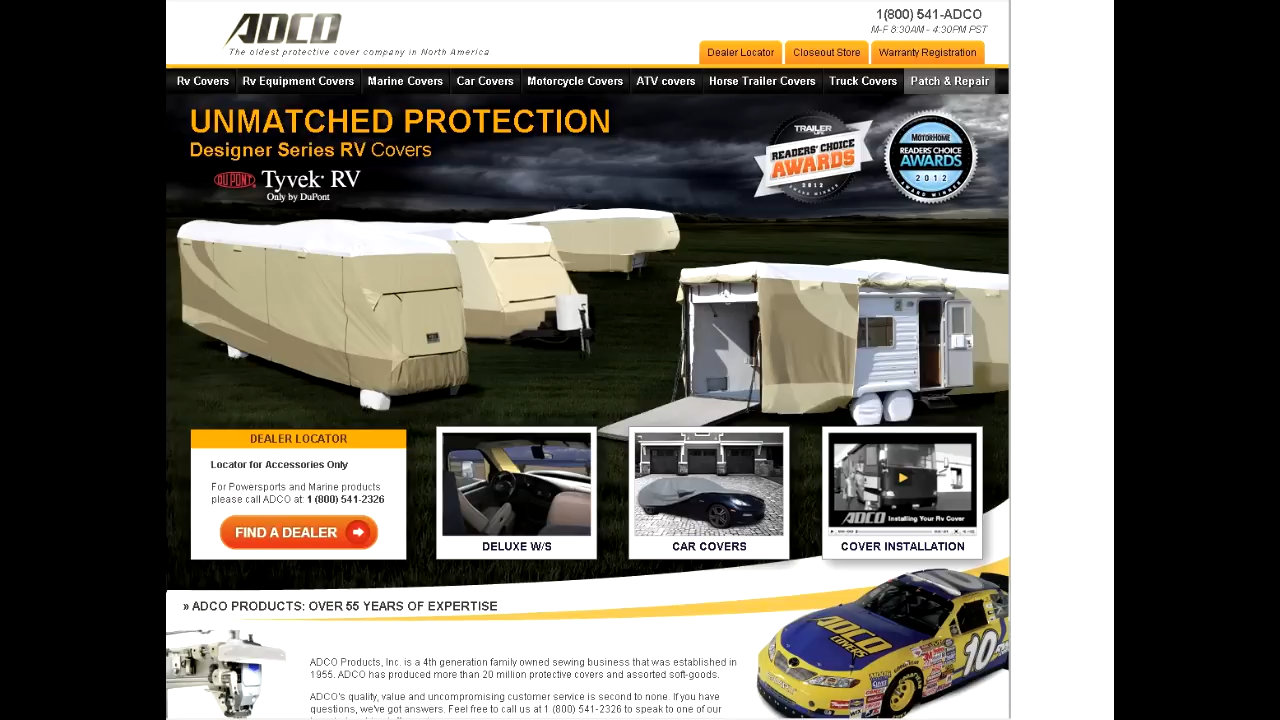 ADCO
The oldest protective cover company in North America
1(800) 541-ADCO
M-F 8:30AM - 4:30PM PST
Dealer Locator
Closeout Store
Warranty Registration
Rv Covers
Rv Equipment Covers
Marine Covers
Car Covers
Motorcycle Covers
ATV covers
Horse Trailer Covers
Truck Covers
Patch & Repair
UNMATCHED PROTECTION
Designer Series RV Covers
DUPONT Tyvek® RV
Only by DuPont
TRAILER LIFE
READERS' CHOICE
AWARDS
2012
AWARD WINNER
MOTORHOME
READERS' CHOICE
AWARDS
2012
AWARD WINNER
DEALER LOCATOR
Locator for Accessories Only
For Powersports and Marine products
please call ADCO at: 1 (800) 541-2326
FIND A DEALER
DELUXE W/S
CAR COVERS
ADCO Installing Your Rv Cover
COVER INSTALLATION
» ADCO PRODUCTS: OVER 55 YEARS OF EXPERTISE
ADCO Products, Inc. is a 4th generation family owned sewing business that was established in
1955. ADCO has produced more than 20 million protective covers and assorted soft-goods.
ADCO's quality, value and uncompromising customer service is second to none. If you have
questions, we've got answers. Feel free to call us at 1 (800) 541-2326 to speak to one of our
ADCO
COVERS
10